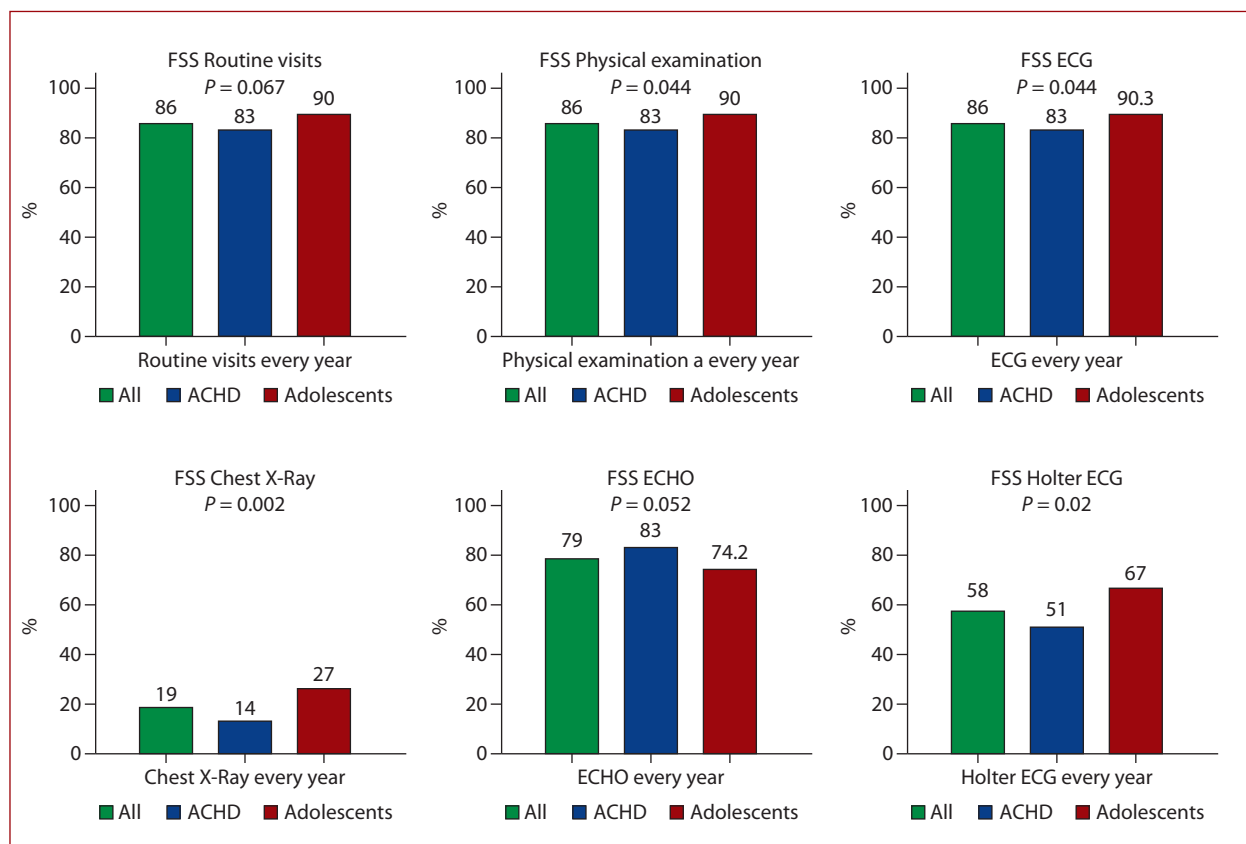 FSS Routine visits
P = 0.067
100
80
60
40
20
0
%
86
83
90
Routine visits every year
All ACHD Adolescents
FSS Physical examination
P = 0.044
100
80
60
40
20
0
%
86
83
90
Physical examination a every year
All ACHD Adolescents
FSS ECG
P = 0.044
100
80
60
40
20
0
%
86
83
90.3
ECG every year
All ACHD Adolescents
FSS Chest X-Ray
P = 0.002
100
80
60
40
20
0
%
19
14
27
Chest X-Ray every year
All ACHD Adolescents
FSS ECHO
P = 0.052
100
80
60
40
20
0
%
79
83
74.2
ECHO every year
All ACHD Adolescents
FSS Holter ECG
P = 0.02
100
80
60
40
20
0
%
58
51
67
Holter ECG every year
All ACHD Adolescents